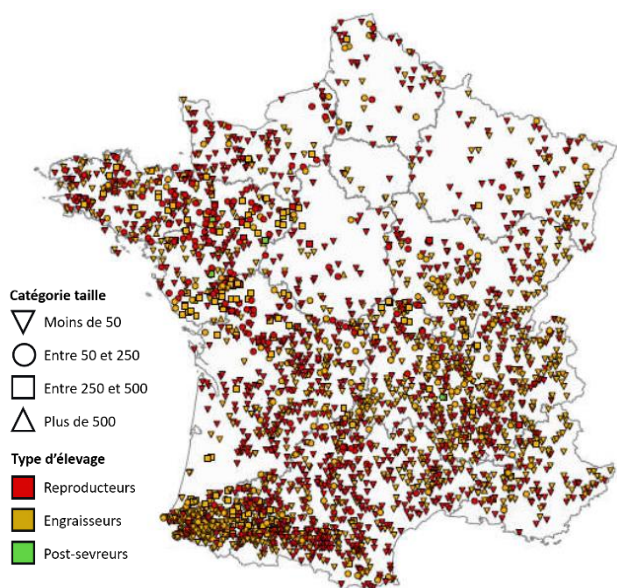 Catégorie taille
Moins de 50
Entre 50 et 250
Entre 250 et 500
Plus de 500
Type d’élevage
Reproducteurs
Engraisseurs
Post-sevreurs